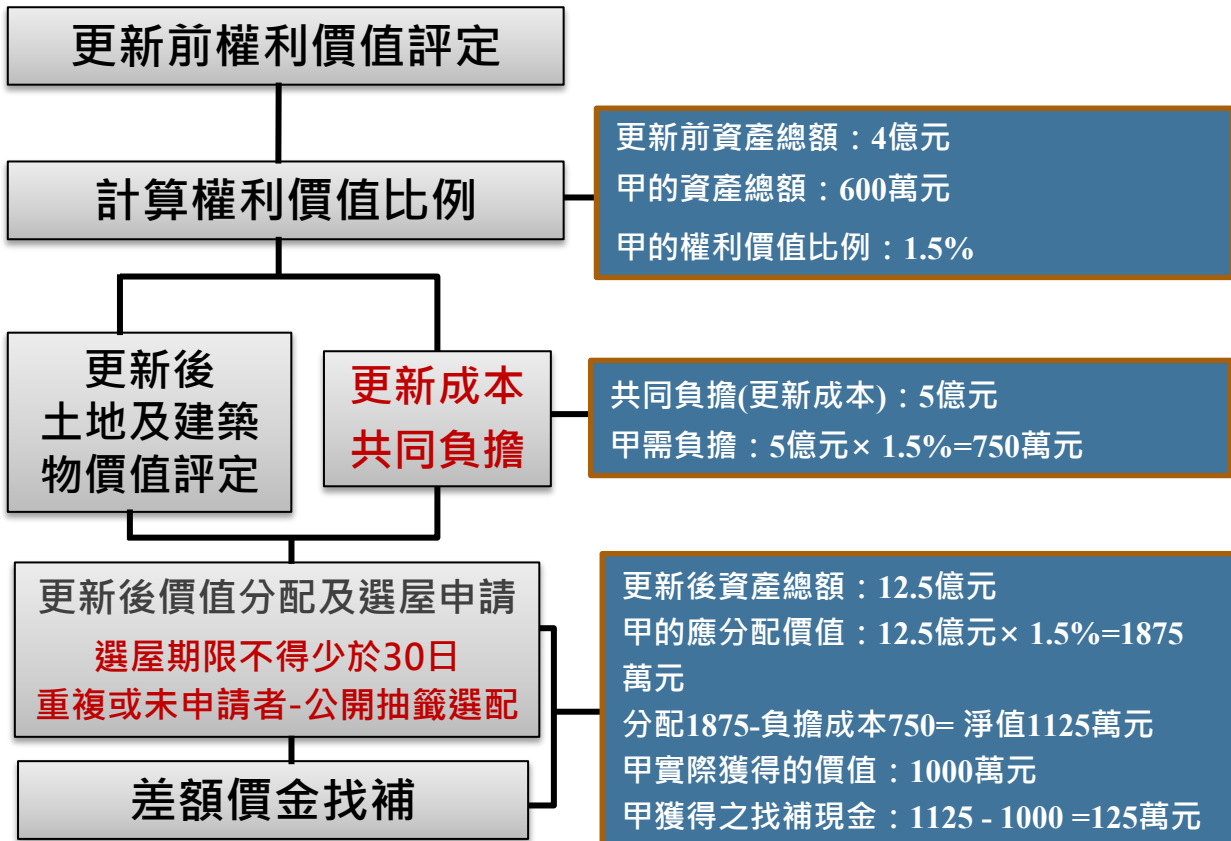 更新前權利價值評定
計算權利價值比例
更新前資產總額：4億元
甲的資產總額：600萬元
甲的權利價值比例：1.5%
更新後
土地及建築
物價值評定
更新成本
共同負擔
共同負擔(更新成本)：5億元
甲需負擔：5億元× 1.5%=750萬元
更新後價值分配及選屋申請
選屋期限不得少於30日
重複或未申請者-公開抽籤選配
差額價金找補
更新後資產總額：12.5億元
甲的應分配價值：12.5億元× 1.5%=1875
萬元
分配1875-負擔成本750= 淨值1125萬元
甲實際獲得的價值：1000萬元
甲獲得之找補現金：1125 - 1000 =125萬元